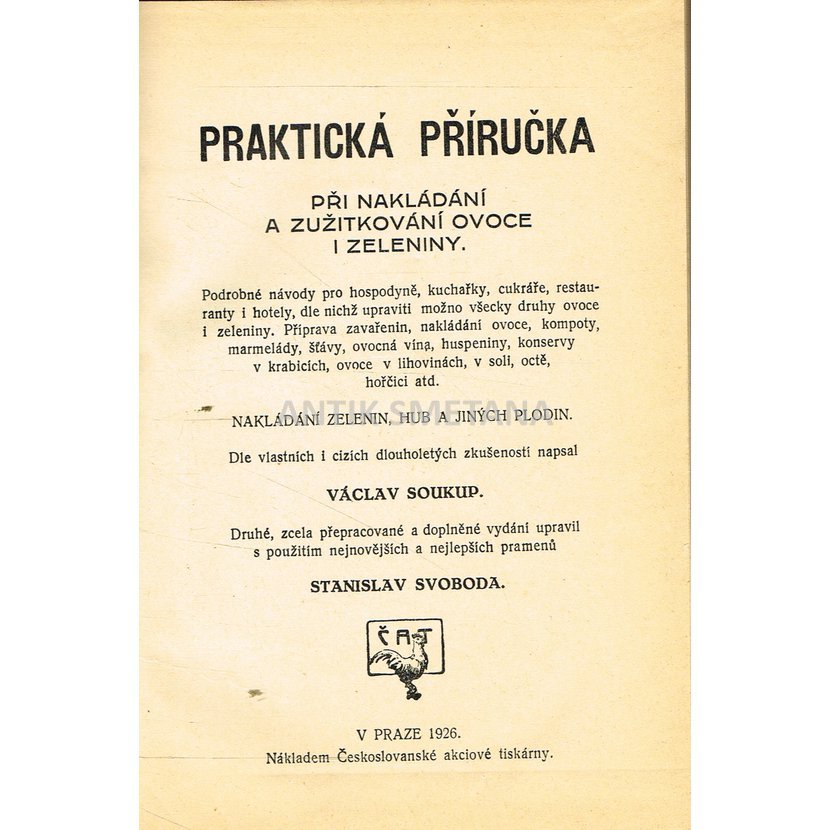 PRAKTICKÁ PŘÍRUČKA
PŘI NAKLÁDÁNÍ
A ZUŽITKOVÁNÍ OVOCE
I ZELENINY.
Podrobné návody pro hospodyně, kuchařky, cukráře, restau-
ranty i hotely, dle nichž upraviti možno všecky druhy ovoce
i zeleniny. Příprava zavařenin, nakládání ovoce, kompoty,
marmelády, šťávy, ovocná vína, huspeniny, konservy
v krabicích, ovoce v lihovinách, v soli, octě,
hořčici atd.
ANTIK SMETANA
NAKLÁDÁNÍ ZELENIN, HUB A JINÝCH PLODIN.
Dle vlastních i cizích dlouholetých zkušeností napsal
VÁCLAV SOUKUP.
Druhé, zcela přepracované a doplněné vydání upravil
s použitím nejnovějších a nejlepších pramenů
STANISLAV SVOBODA.
ČAT
V PRAZE 1926.
Nákladem Českoslovanské akciové tiskárny.